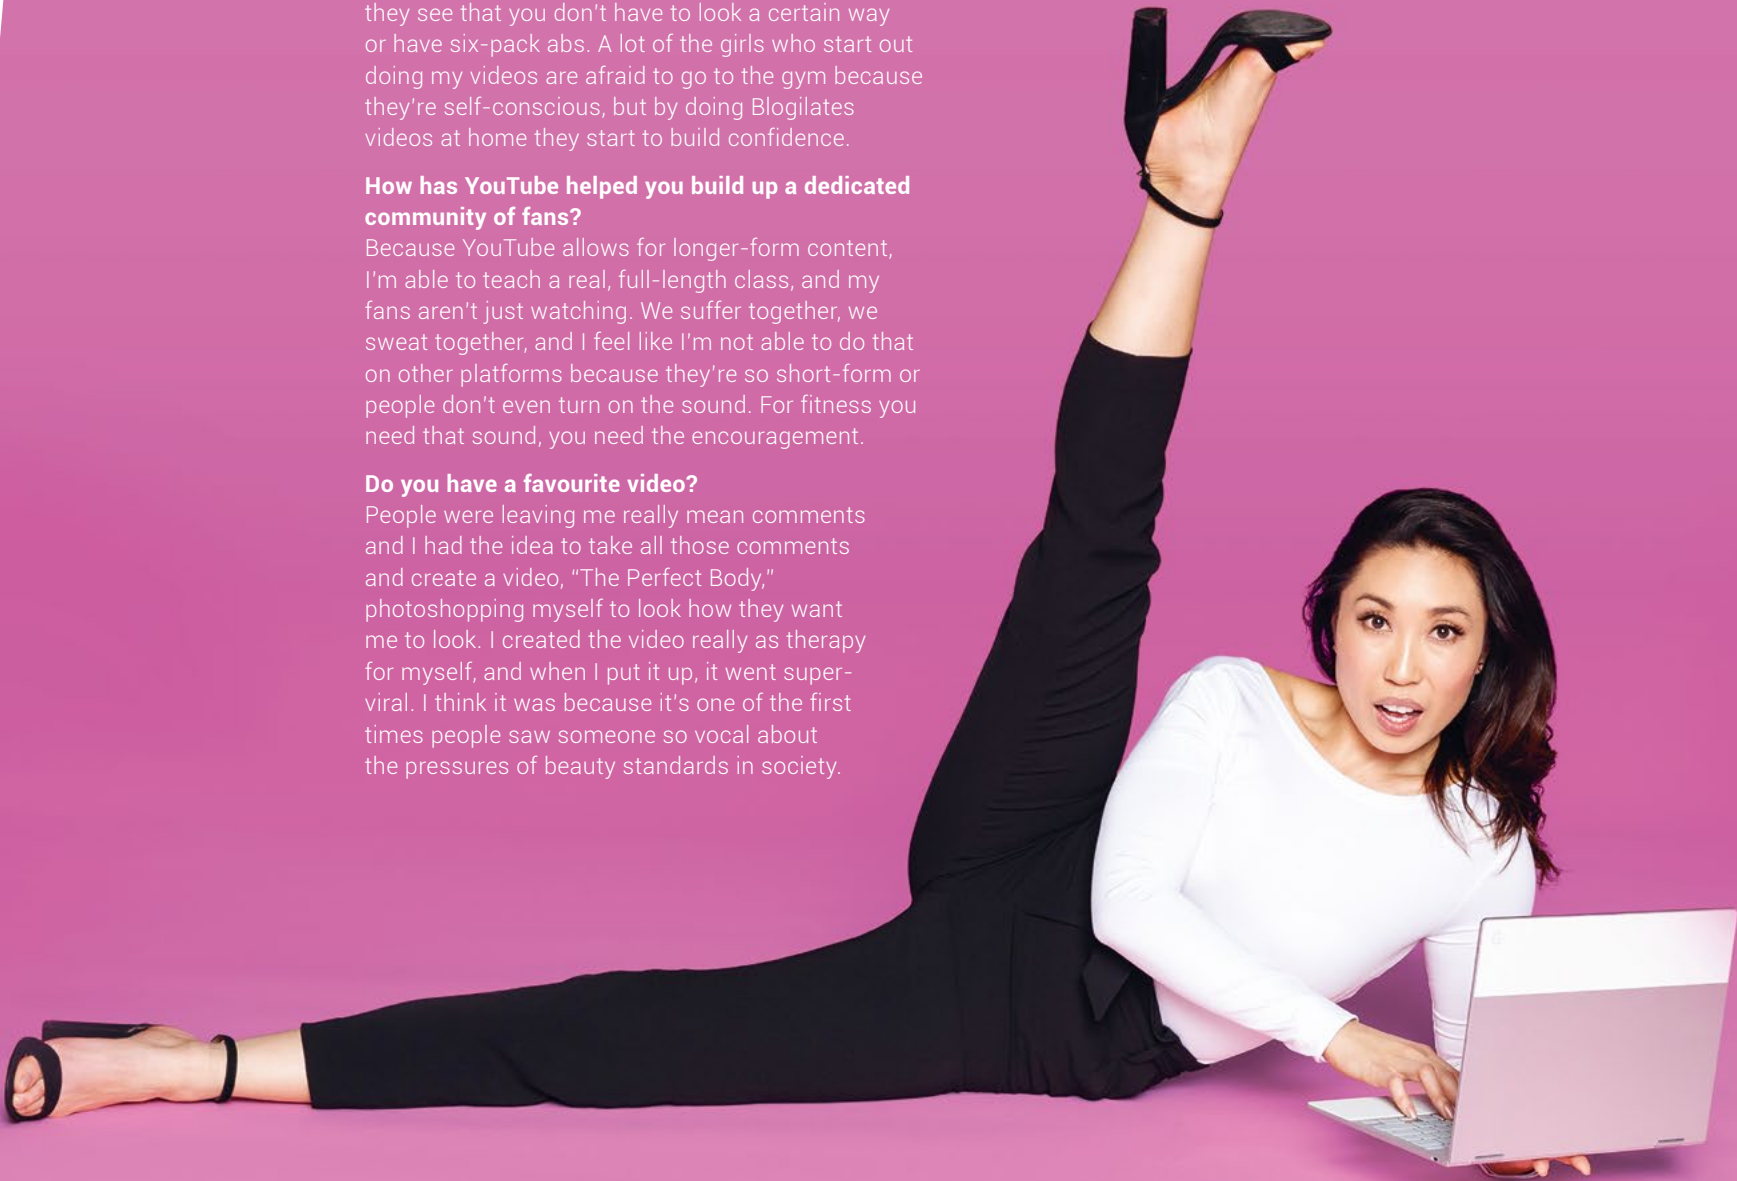 they see that you don't have to look a certain way
or have six-pack abs. A lot of the girls who start out
doing my videos are afraid to go to the gym because
they're self-conscious, but by doing Blogilates
videos at home they start to build confidence.
How has YouTube helped you build up a dedicated
community of fans?
Because YouTube allows for longer-form content,
I'm able to teach a real, full-length class, and my
fans aren't just watching. We suffer together, we
sweat together, and I feel like I'm not able to do that
on other platforms because they're so short-form or
people don't even turn on the sound. For fitness you
need that sound, you need the encouragement.
Do you have a favourite video?
People were leaving me really mean comments
and I had the idea to take all those comments
and create a video, “The Perfect Body,”
photoshopping myself to look how they want
me to look. I created the video really as therapy
for myself, and when I put it up, it went super-
viral. I think it was because it's one of the first
times people saw someone so vocal about
the pressures of beauty standards in society.